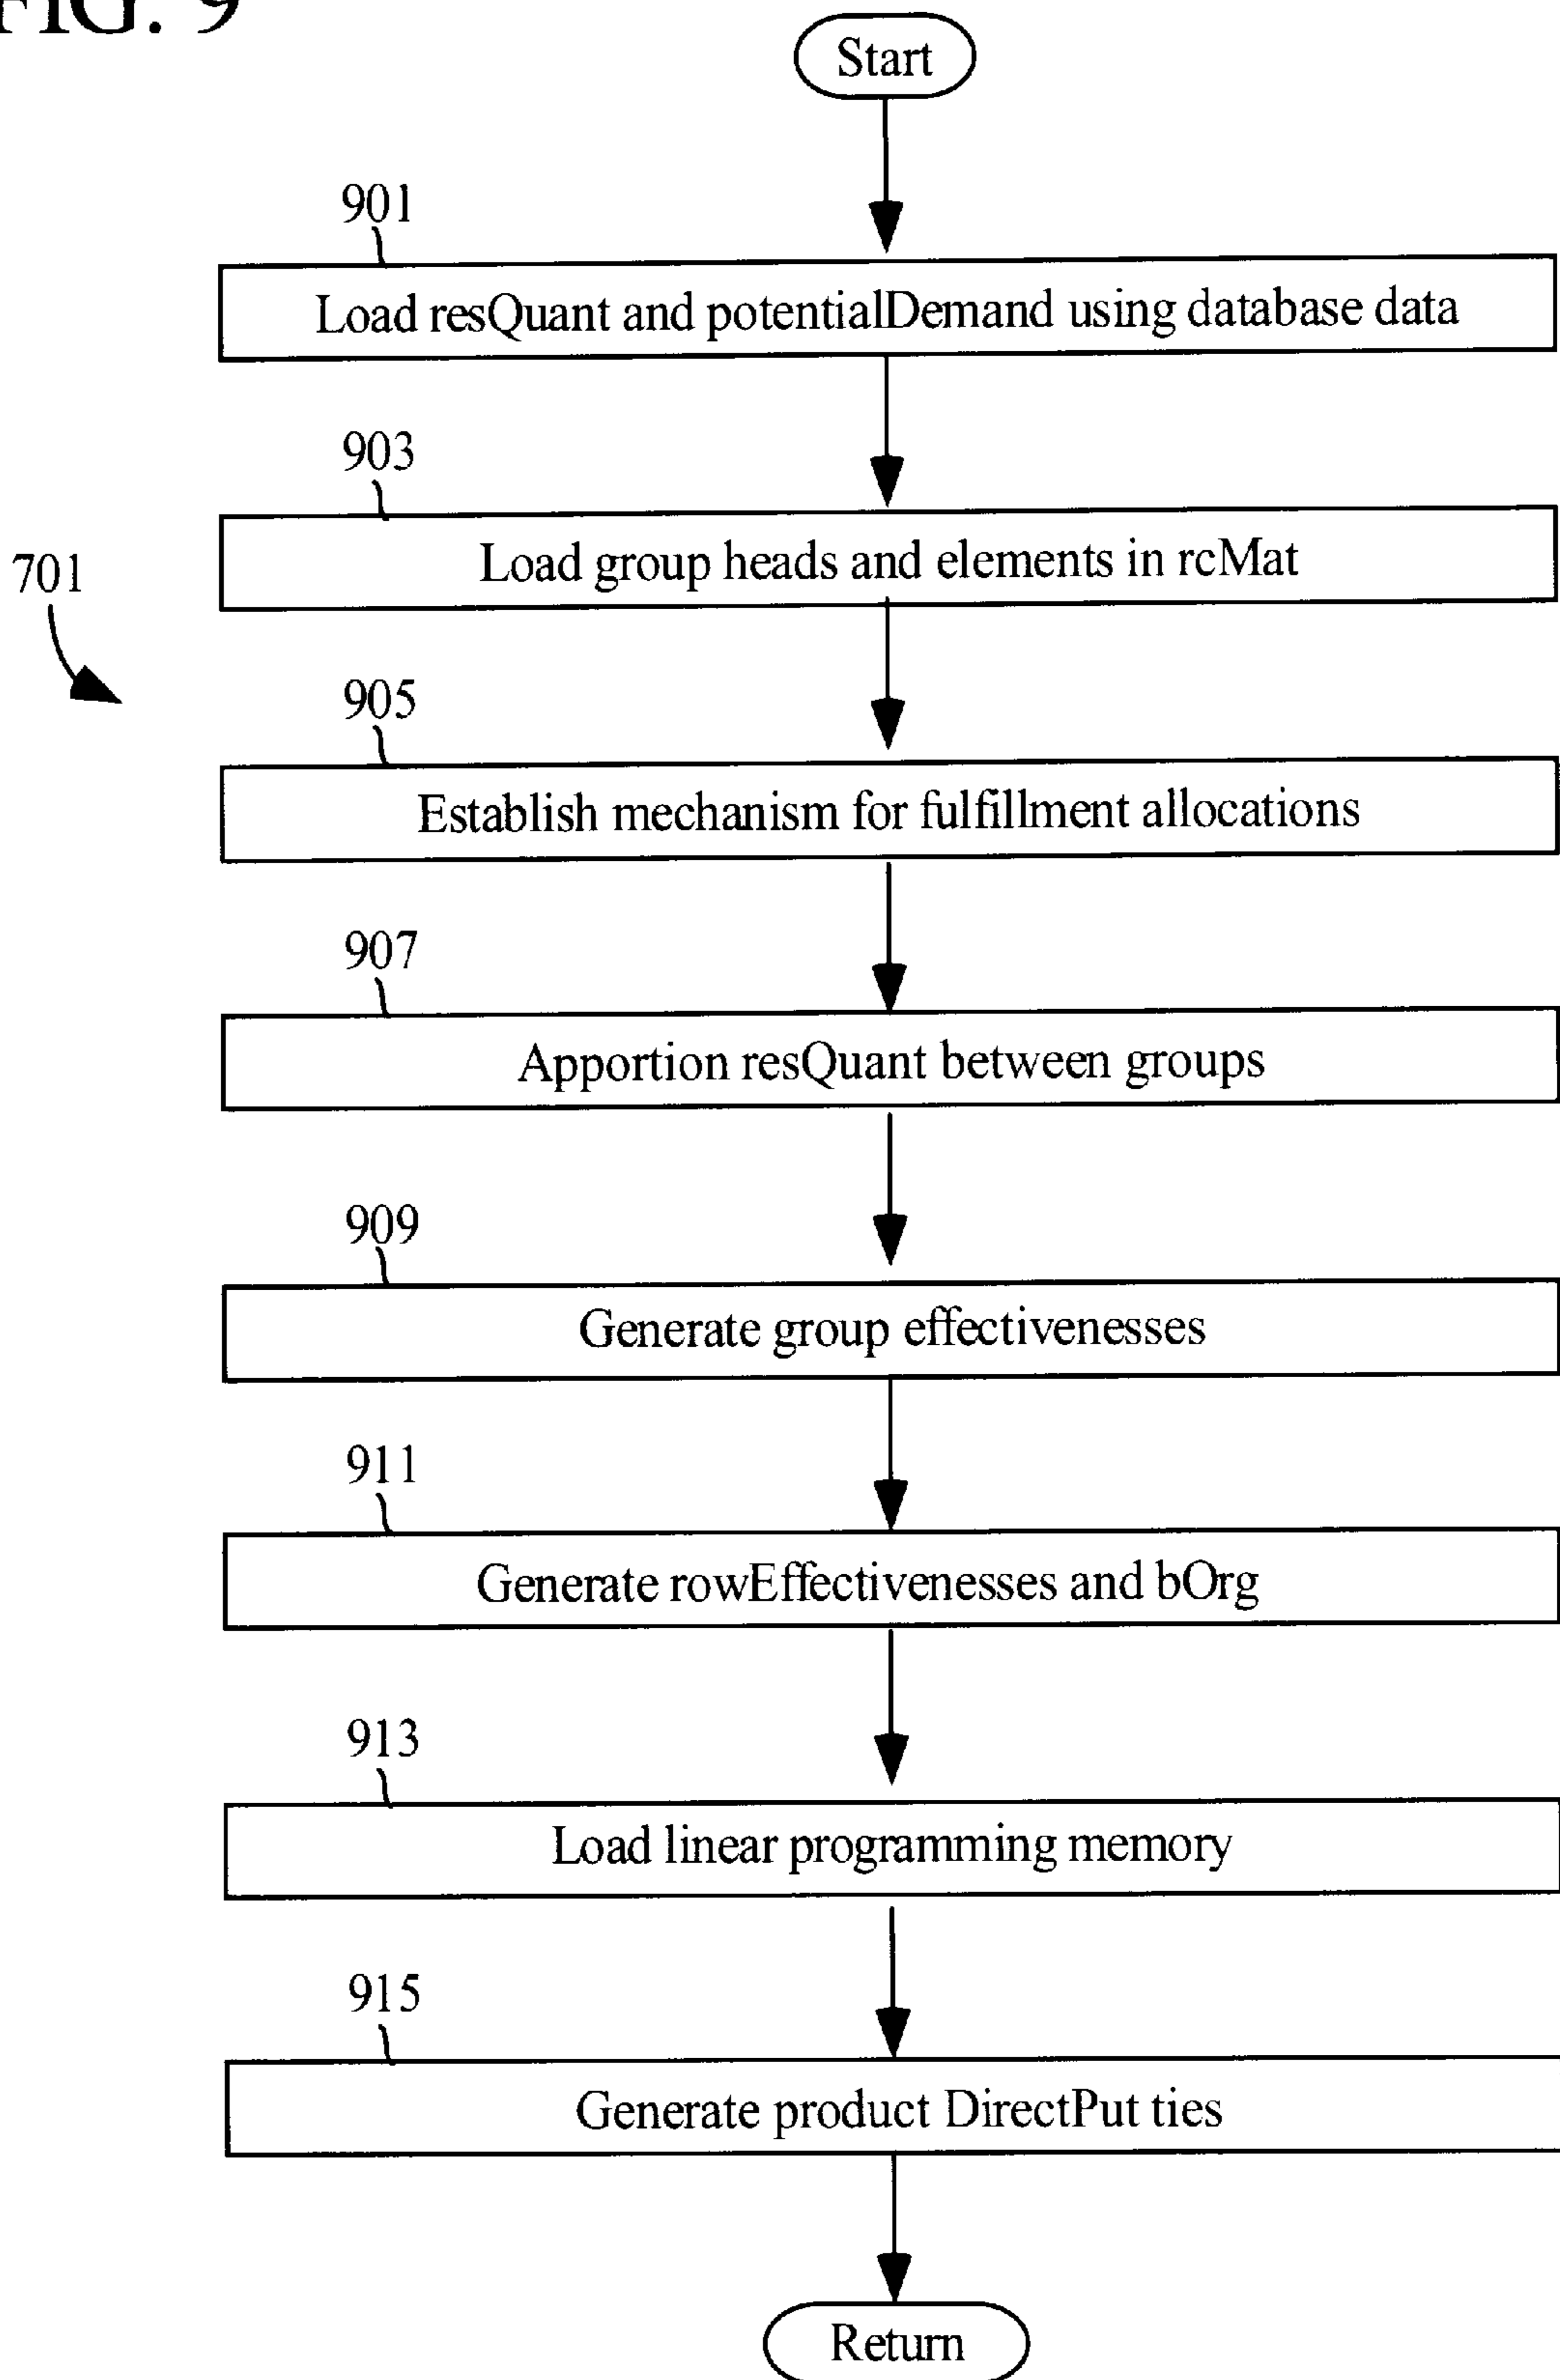 FIG. 9
Start
901
Load resQuant and potentialDemand using database data
903
Load group heads and elements in rcMat
701
905
Establish mechanism for fulfillment allocations
907
Apportion resQuant between groups
909
Generate group effectivenesses
911
Generate rowEffectivenesses and bOrg
913
Load linear programming memory
915
Generate product DirectPut ties
Return